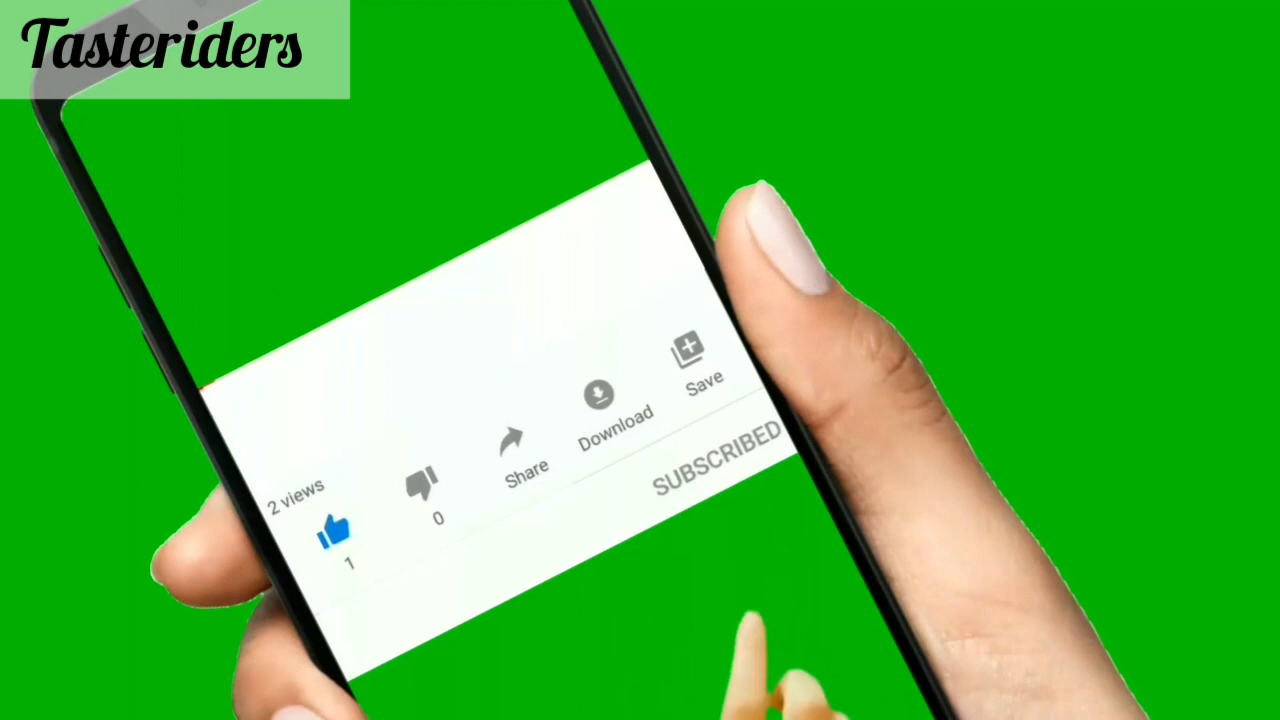 Tasteriders
2 views
1
0
Share
Download
Save
SUBSCRIBED